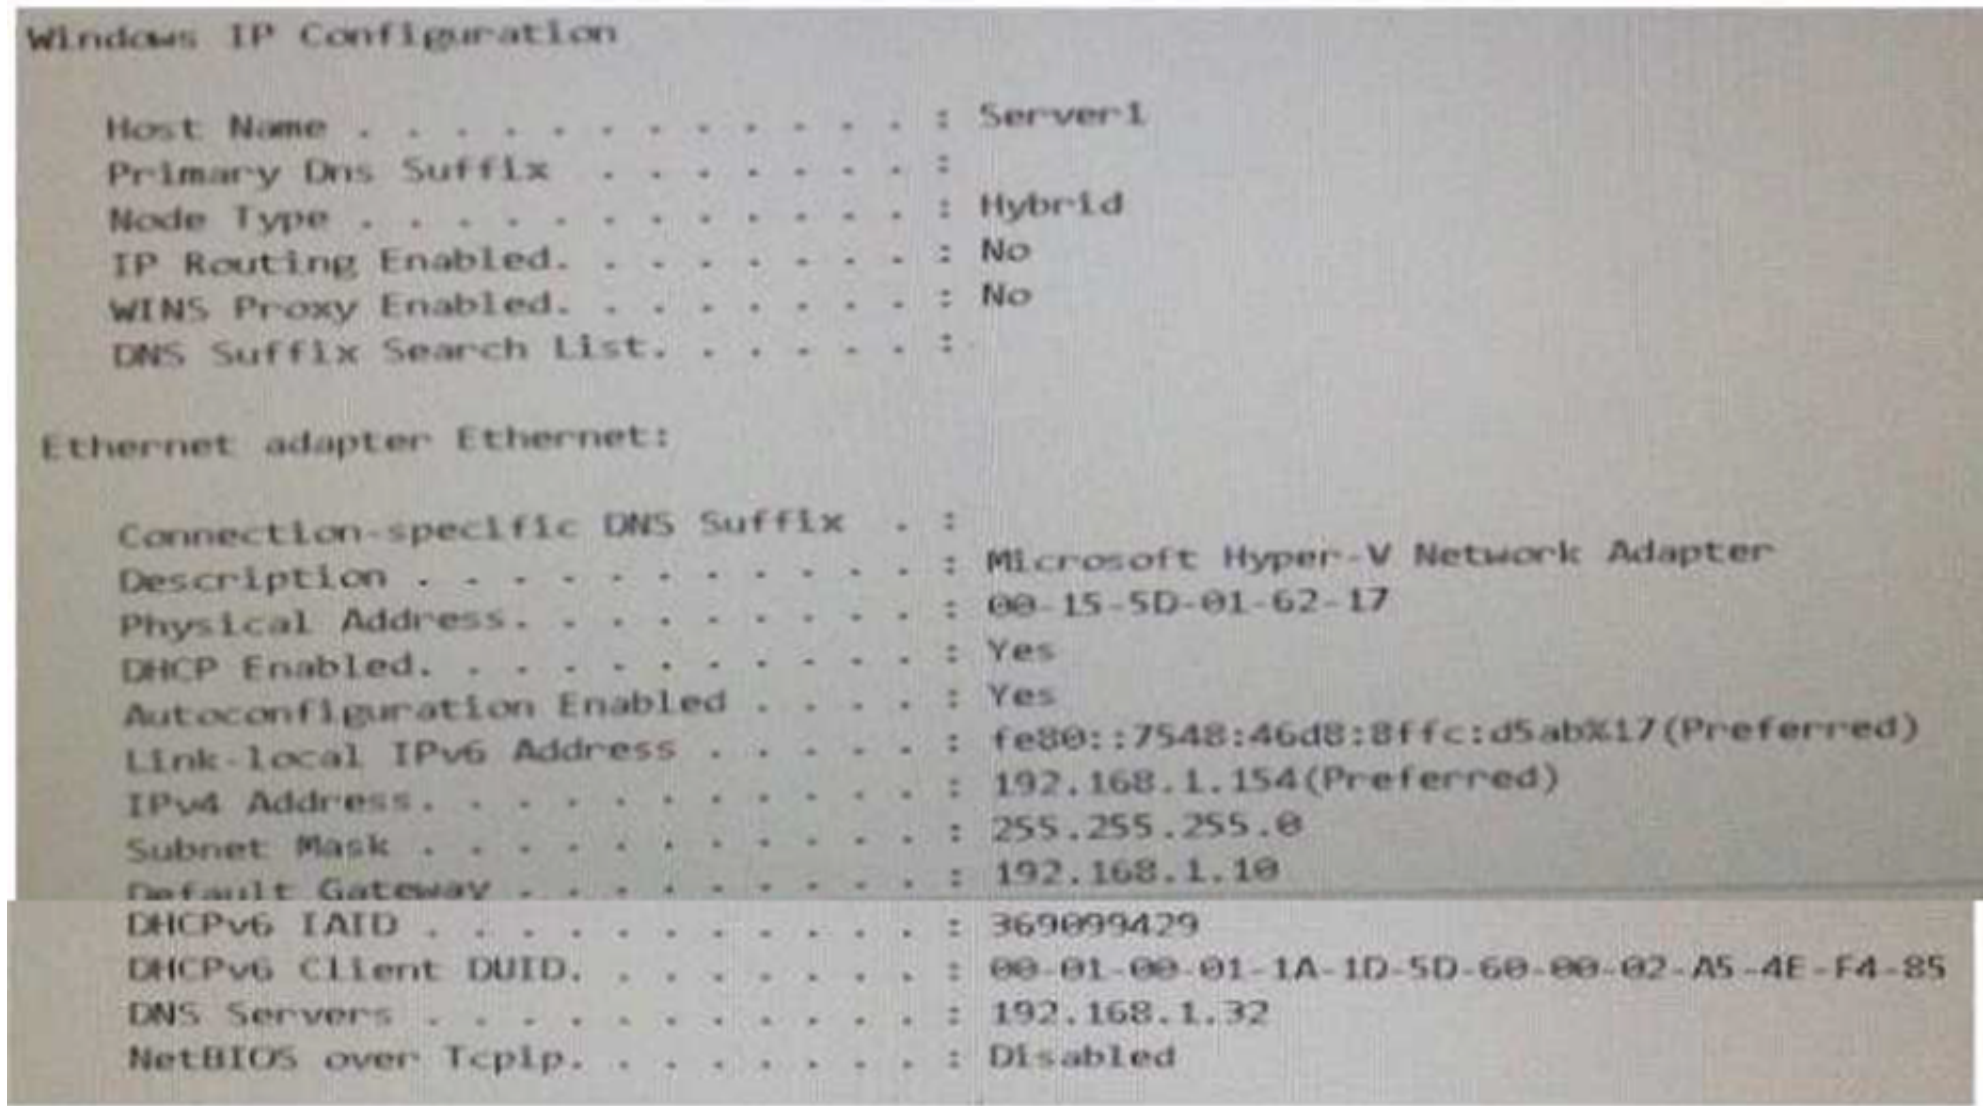 Windows IP Configuration
Host Name . . . . . . . . . . . . : Server1
Primary Dns Suffix . . . . . . . :
Node Type . . . . . . . . . . . . : Hybrid
IP Routing Enabled. . . . . . . . : No
WINS Proxy Enabled. . . . . . . . : No
DNS Suffix Search List. . . . . . :
Ethernet adapter Ethernet:
Connection-specific DNS Suffix . :
Description . . . . . . . . . . . : Microsoft Hyper-V Network Adapter
Physical Address. . . . . . . . . : 00-15-5D-01-62-17
DHCP Enabled. . . . . . . . . . . : Yes
Autoconfiguration Enabled . . . . : Yes
Link-local IPv6 Address . . . . . : fe80::7548:46d8:8ffc:d5ab%17(Preferred)
IPv4 Address. . . . . . . . . . . : 192.168.1.154(Preferred)
Subnet Mask . . . . . . . . . . . : 255.255.255.0
Default Gateway . . . . . . . . . : 192.168.1.10
DHCPv6 IAID . . . . . . . . . . . : 369099429
DHCPv6 Client DUID. . . . . . . . : 00-01-00-01-1A-1D-5D-60-00-02-A5-4E-F4-85
DNS Servers . . . . . . . . . . . : 192.168.1.32
NetBIOS over Tcpip. . . . . . . . : Disabled